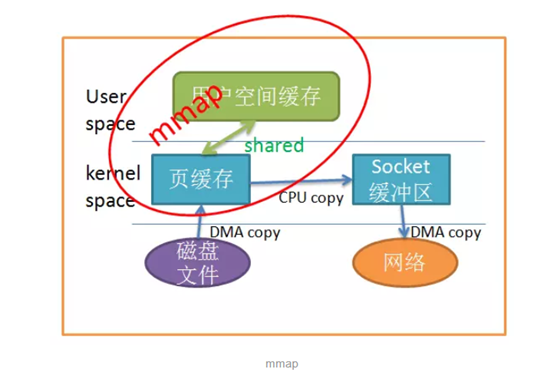 User
space
用户空间缓存
mmap
shared
kernel
space
页缓存
CPU copy
Socket
缓冲区
DMA copy
DMA copy
磁盘
文件
网络
mmap